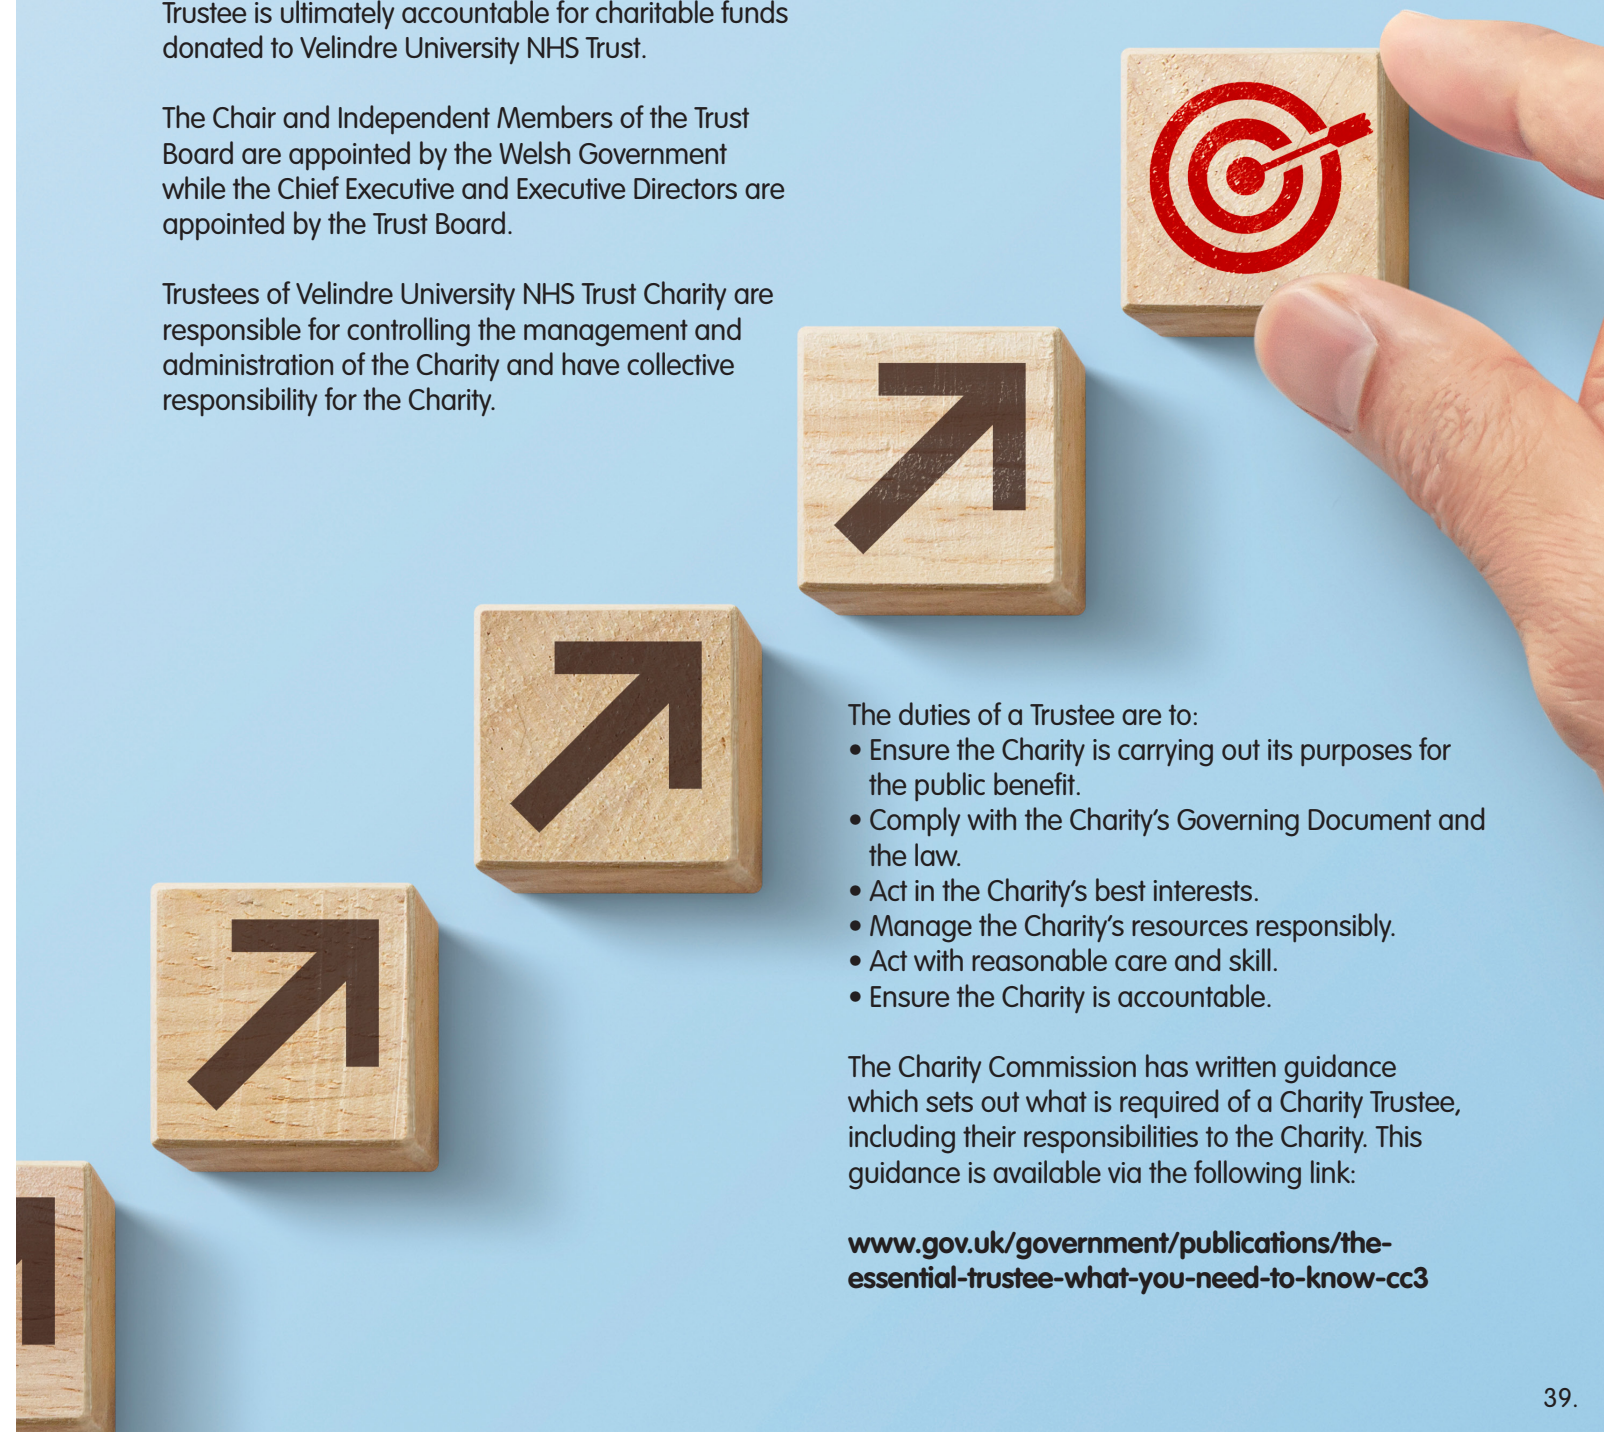 Trustee is ultimately accountable for charitable funds
donated to Velindre University NHS Trust.
The Chair and Independent Members of the Trust
Board are appointed by the Welsh Government
while the Chief Executive and Executive Directors are
appointed by the Trust Board.
Trustees of Velindre University NHS Trust Charity are
responsible for controlling the management and
administration of the Charity and have collective
responsibility for the Charity.
The duties of a Trustee are to:
• Ensure the Charity is carrying out its purposes for
the public benefit.
• Comply with the Charity’s Governing Document and
the law.
• Act in the Charity’s best interests.
• Manage the Charity’s resources responsibly.
• Act with reasonable care and skill.
• Ensure the Charity is accountable.
The Charity Commission has written guidance
which sets out what is required of a Charity Trustee,
including their responsibilities to the Charity. This
guidance is available via the following link:
www.gov.uk/government/publications/the-
essential-trustee-what-you-need-to-know-cc3
39.